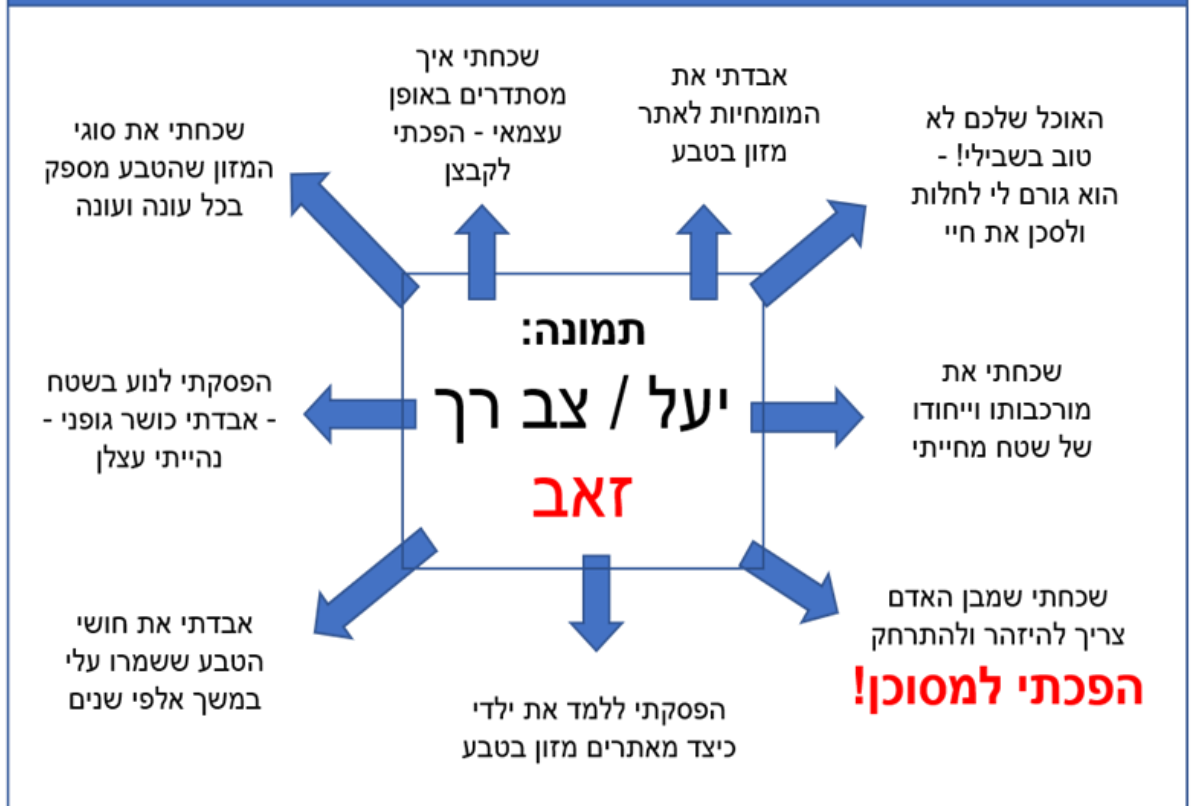 האוכל שלכם לא
טוב בשבילי! -
הוא גורם לי לחלות
ולסכן את חיי
אבדתי את
המומחיות לאתר
מזון בטבע
שכחתי איך
מסתדרים באופן
עצמאי - הפכתי
לקבצן
שכחתי את סוגי
המזון שהטבע מספק
בכל עונה ועונה
תמונה:
יעל / צב רך
זאב
שכחתי את
מורכבותו וייחודו
של שטח מחייתי
הפסקתי לנוע בשטח
- אבדתי כושר גופני -
נהייתי עצלן
שכחתי שמבן האדם
צריך להיזהר ולהתרחק
הפכתי למסוכן!
הפסקתי ללמד את ילדי
כיצד מאתרים מזון בטבע
אבדתי את חושי
הטבע ששמרו עלי
במשך אלפי שנים